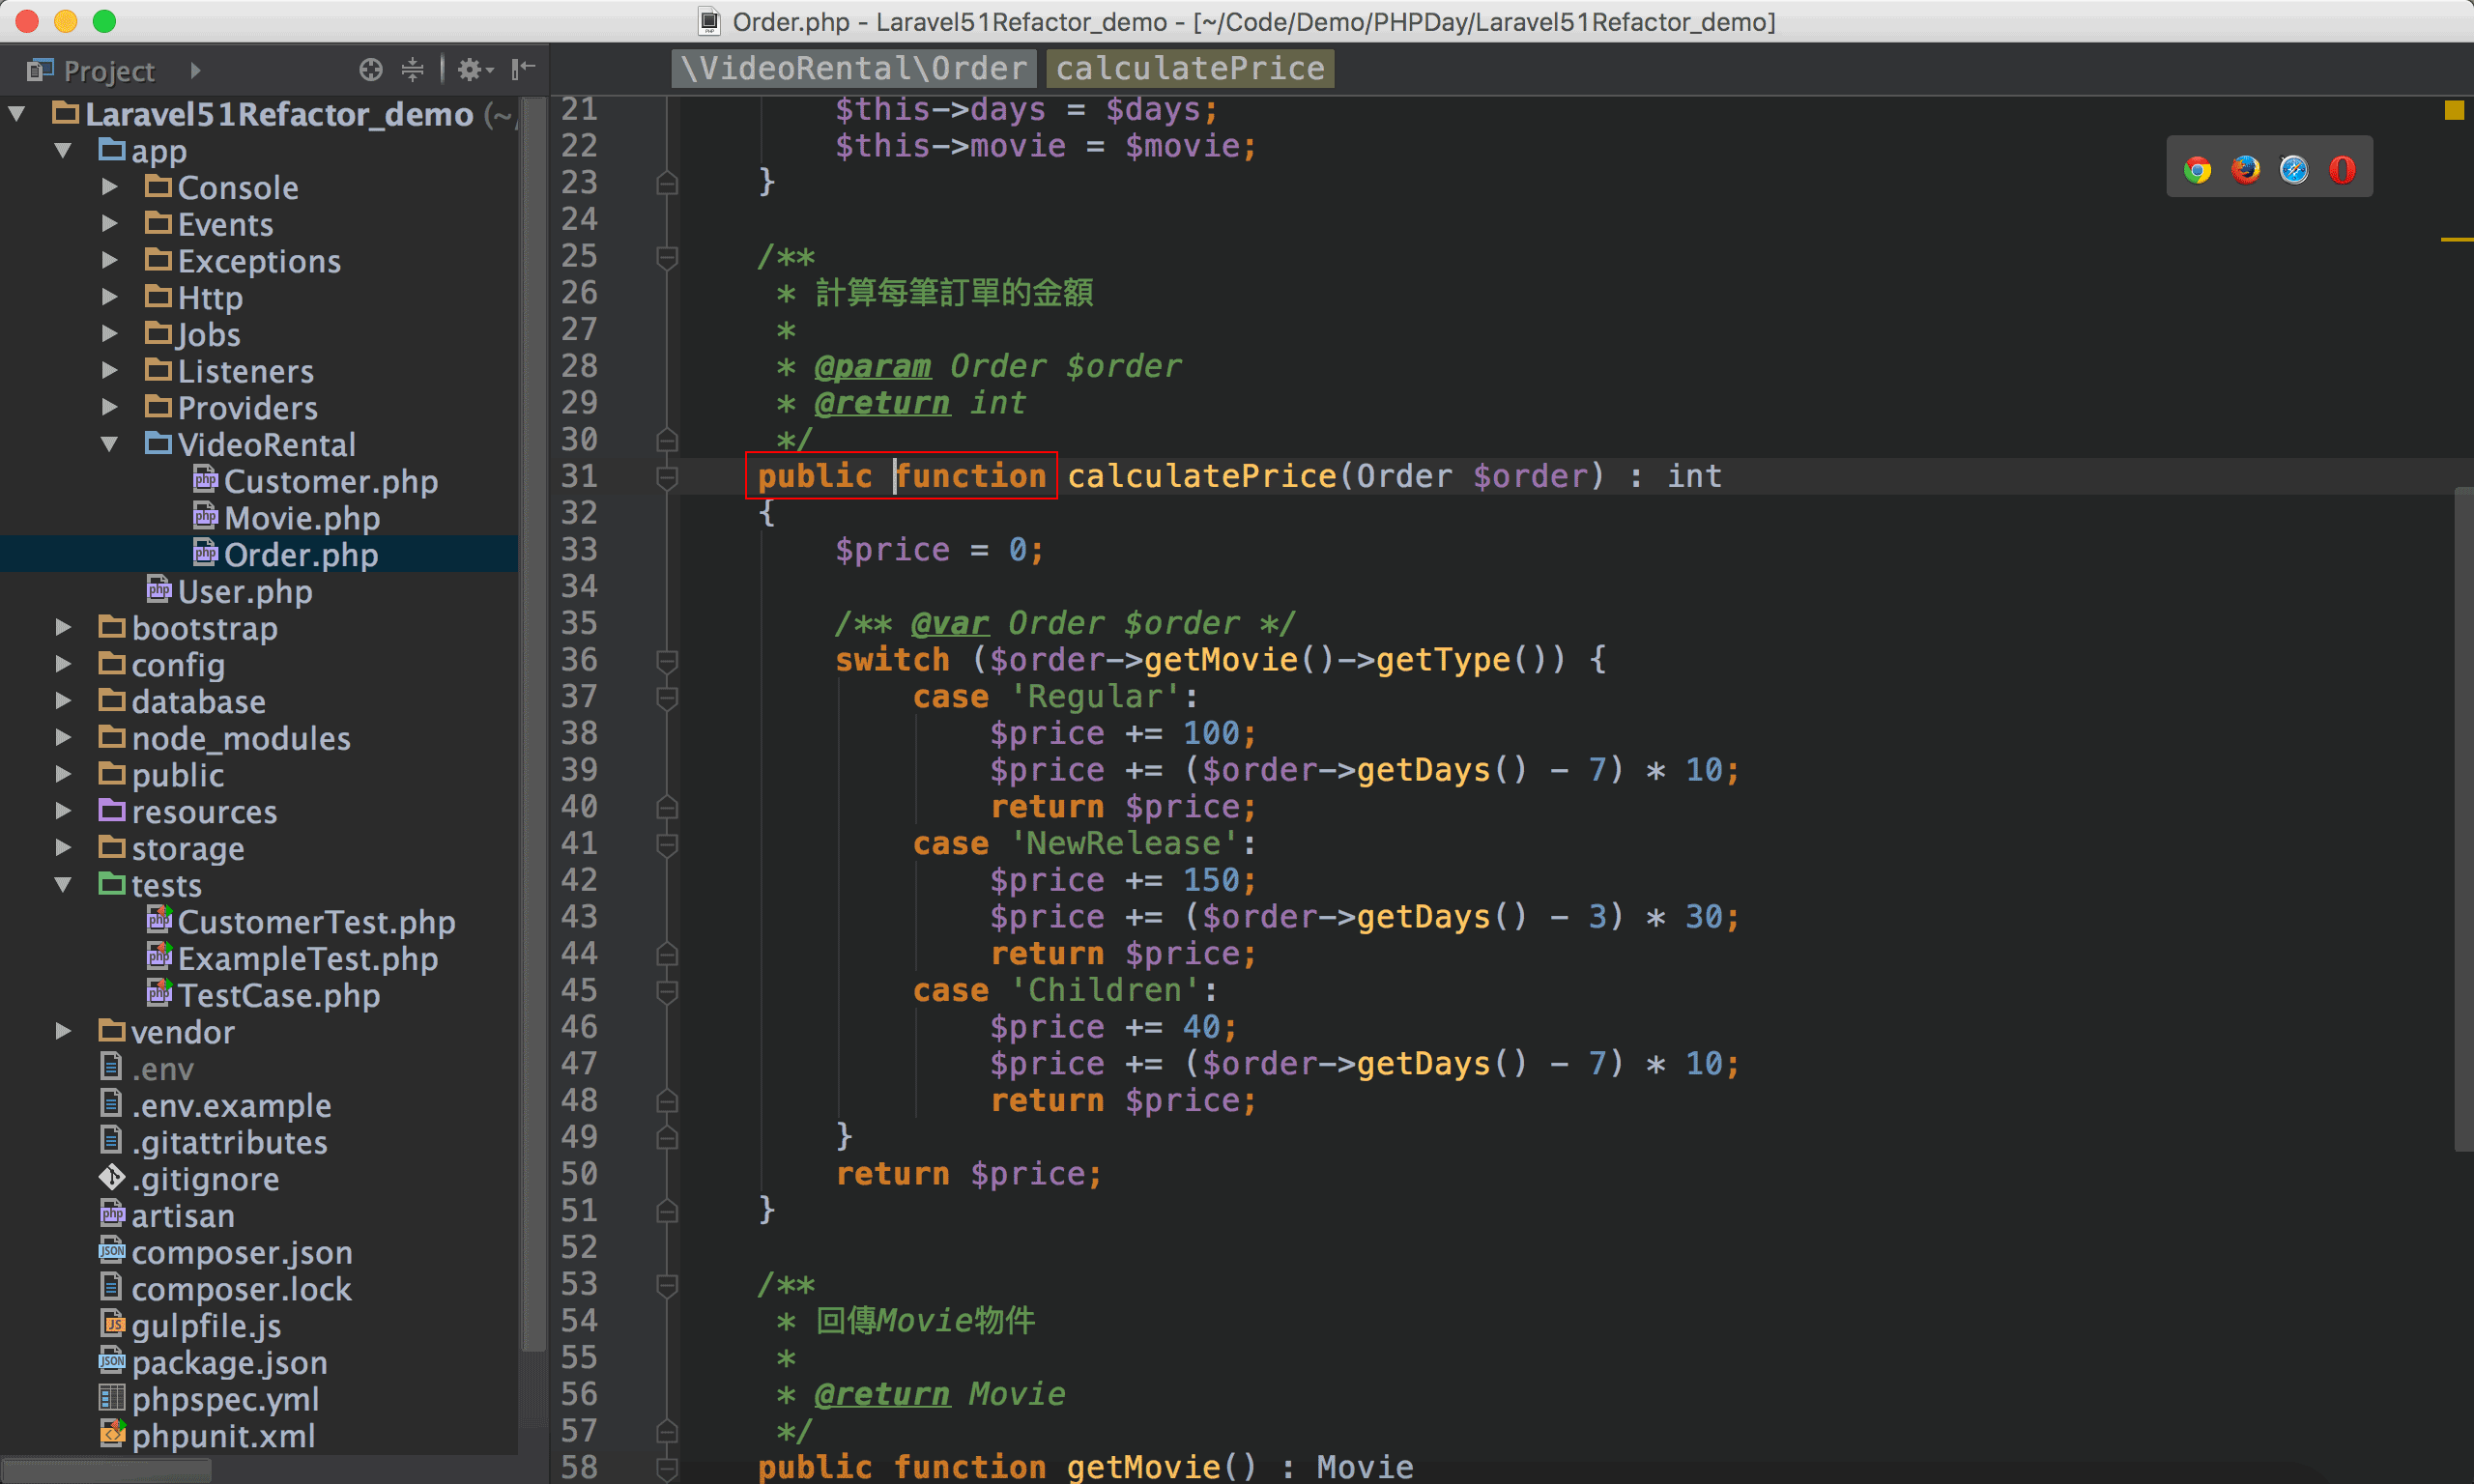 Order.php - Laravel51Refactor_demo - [~/Code/Demo/PHPDay/Laravel51Refactor_demo]
Project
\VideoRental\Order calculatePrice
Laravel51Refactor_demo (~/
app
Console
Events
Exceptions
Http
Jobs
Listeners
Providers
VideoRental
Customer.php
Movie.php
Order.php
User.php
bootstrap
config
database
node_modules
public
resources
storage
tests
CustomerTest.php
ExampleTest.php
TestCase.php
vendor
.env
.env.example
.gitattributes
.gitignore
artisan
composer.json
composer.lock
gulpfile.js
package.json
phpspec.yml
phpunit.xml
21 $this->days = $days;
22 $this->movie = $movie;
23 }
24
25 /**
26 * 計算每筆訂單的金額
27 *
28 * @param Order $order
29 * @return int
30 */
31 public function calculatePrice(Order $order) : int
32 {
33 $price = 0;
34
35 /** @var Order $order */
36 switch ($order->getMovie()->getType()) {
37 case 'Regular':
38 $price += 100;
39 $price += ($order->getDays() - 7) * 10;
40 return $price;
41 case 'NewRelease':
42 $price += 150;
43 $price += ($order->getDays() - 3) * 30;
44 return $price;
45 case 'Children':
46 $price += 40;
47 $price += ($order->getDays() - 7) * 10;
48 return $price;
49 }
50 return $price;
51 }
52
53 /**
54 * 回傳Movie物件
55 *
56 * @return Movie
57 */
58 public function getMovie() : Movie